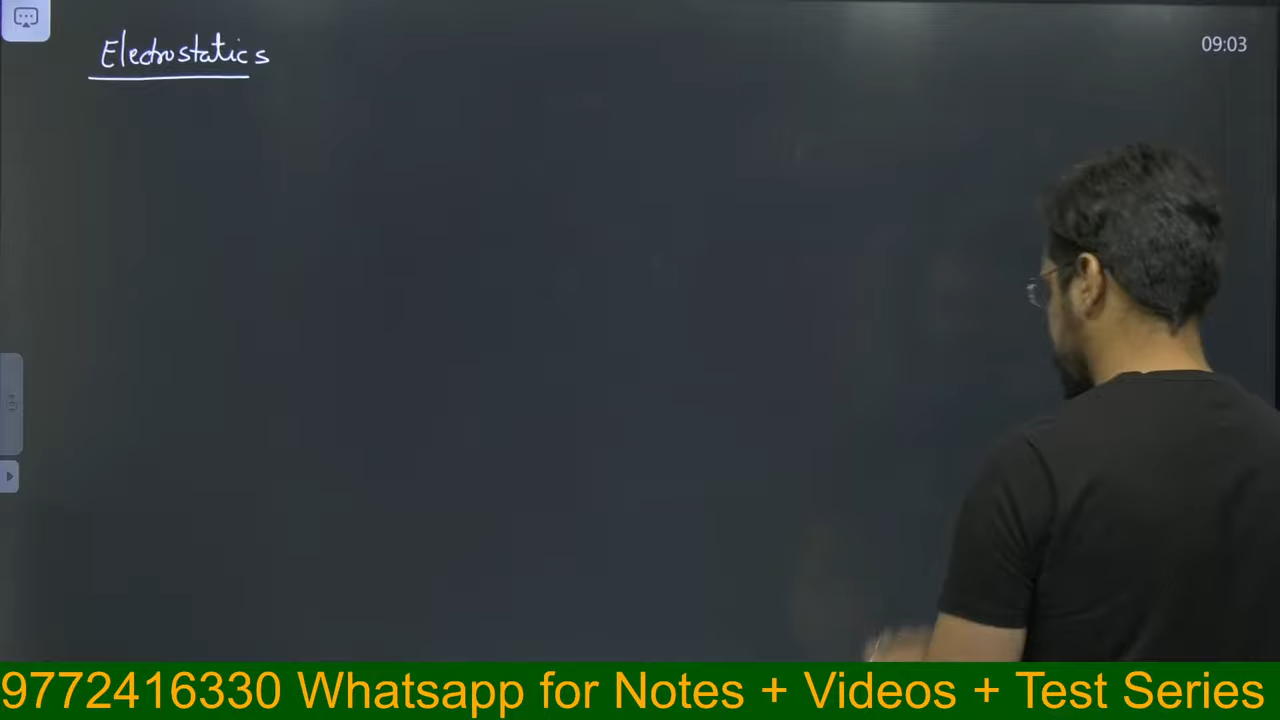 Electrostatics
09:03
9772416330 Whatsapp for Notes + Videos + Test Series